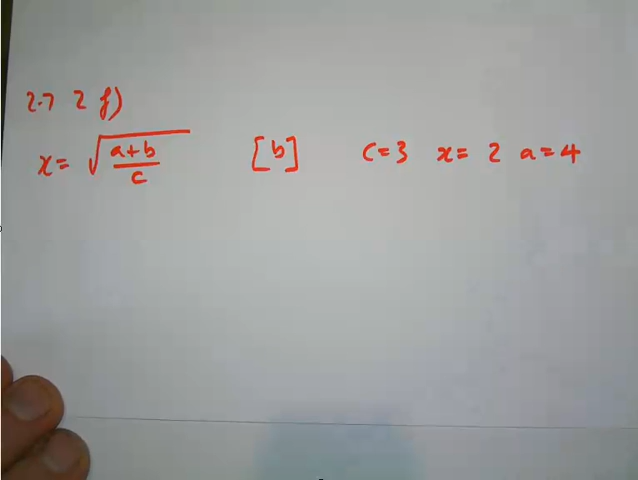 2.7 2 f)
x = √(a+b)/c [b] c=3 x= 2 a=4